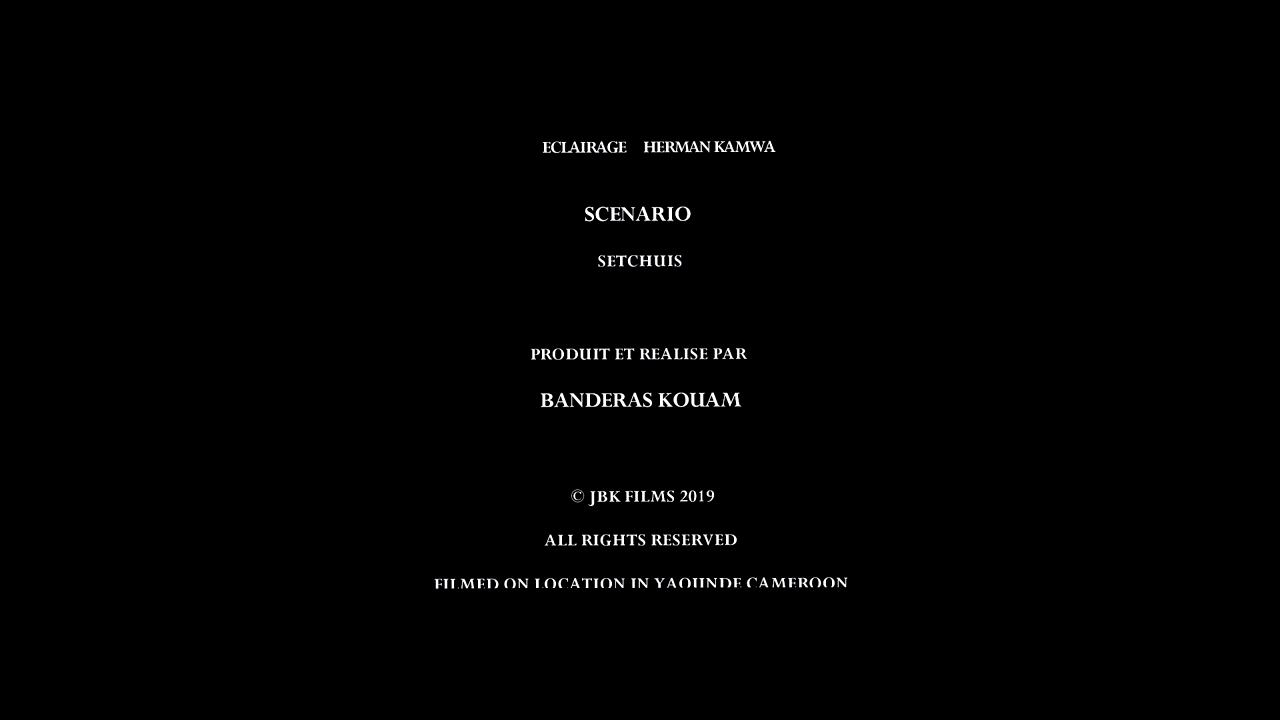 ECLAIRAGE HERMAN KAMWA
SCENARIO
SETCHUIS
PRODUIT ET REALISE PAR
BANDERAS KOUAM
© JBK FILMS 2019
ALL RIGHTS RESERVED
FILMED ON LOCATION IN YAOUNDE CAMEROON